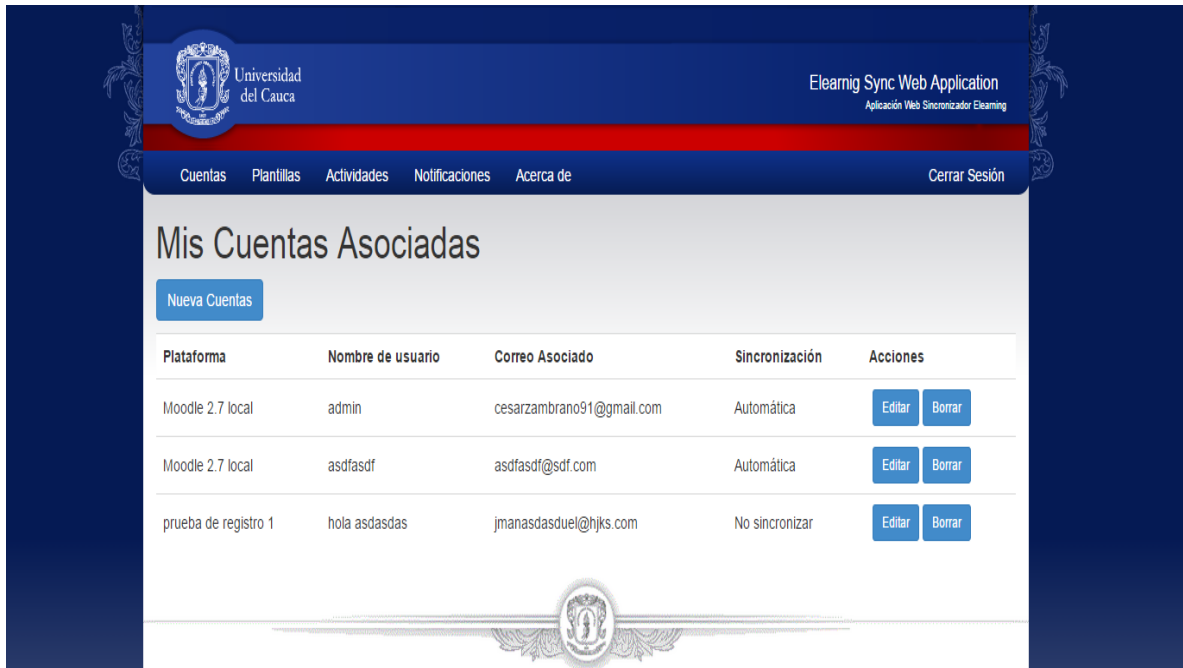 Universidad
del Cauca
Elearnig Sync Web Application
Aplicación Web Sincronizador Elearning
Cuentas Plantillas Actividades Notificaciones Acerca de Cerrar Sesión
Mis Cuentas Asociadas
Nueva Cuentas
Plataforma Nombre de usuario Correo Asociado Sincronización Acciones
Moodle 2.7 local admin cesarzambrano91@gmail.com Automática Editar Borrar
Moodle 2.7 local asdfasdf asdfasdf@sdf.com Automática Editar Borrar
prueba de registro 1 hola asdasdas jmanasdasduel@hjks.com No sincronizar Editar Borrar